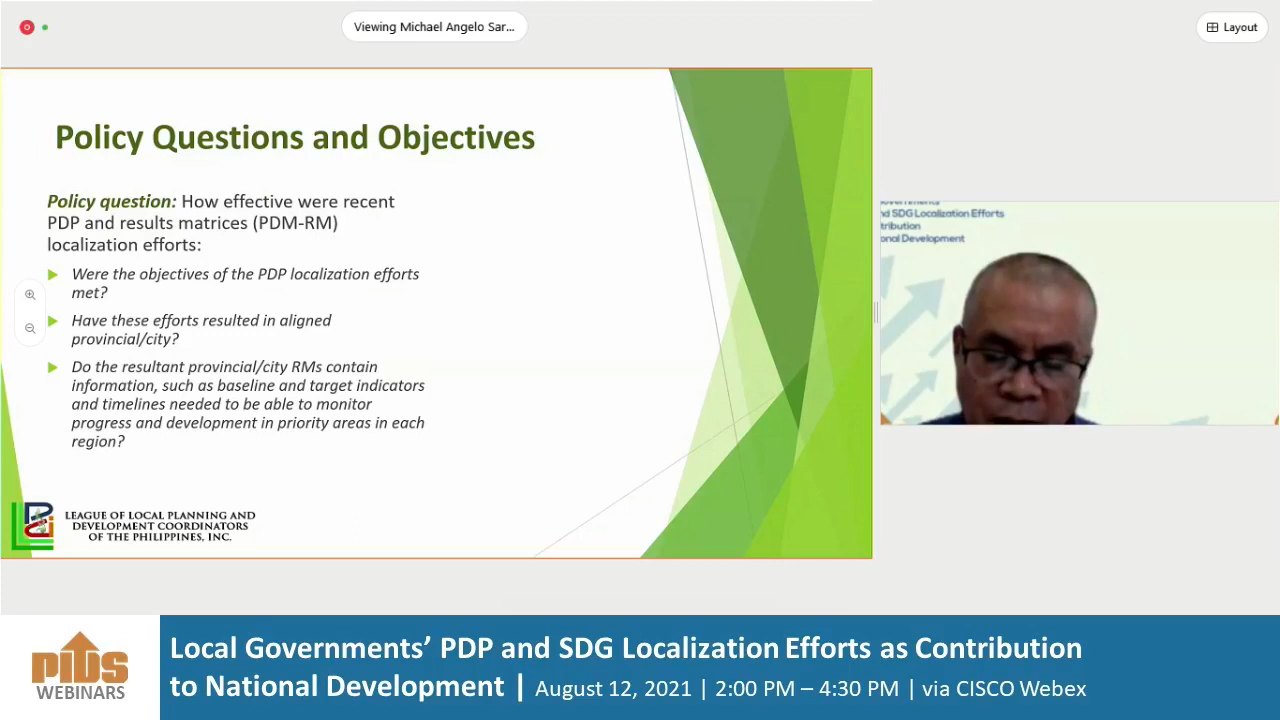 Viewing Michael Angelo Sar...
Layout
Policy Questions and Objectives
Policy question: How effective were recent
PDP and results matrices (PDM-RM)
localization efforts:
Were the objectives of the PDP localization efforts
met?
Have these efforts resulted in aligned
provincial/city?
Do the resultant provincial/city RMs contain
information, such as baseline and target indicators
and timelines needed to be able to monitor
progress and development in priority areas in each
region?
LEAGUE OF LOCAL PLANNING AND
DEVELOPMENT COORDINATORS
OF THE PHILIPPINES, INC.
nd SDG Localization Efforts
tribution
onal Development
PIDS
WEBINARS
Local Governments’ PDP and SDG Localization Efforts as Contribution
to National Development | August 12, 2021 | 2:00 PM – 4:30 PM | via CISCO Webex